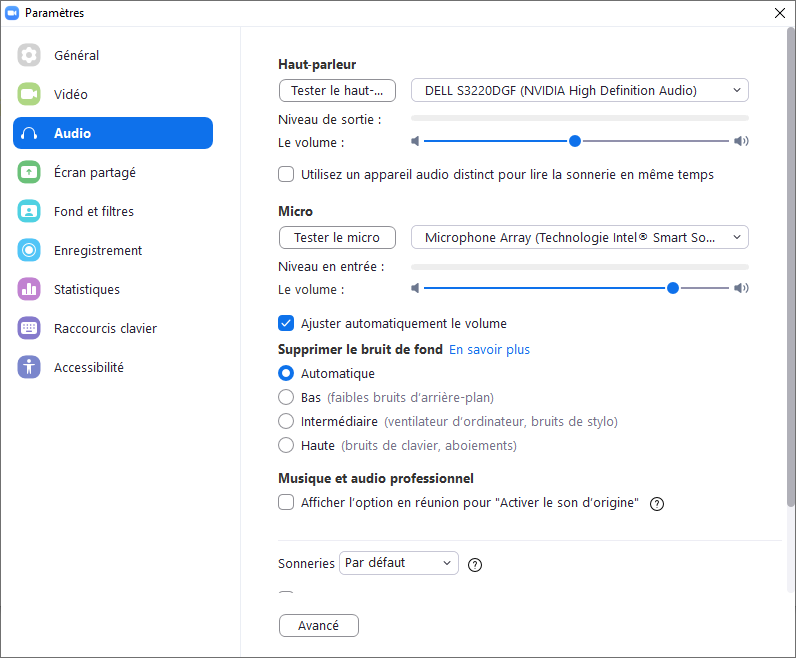 Paramètres
Général
Vidéo
Audio
Écran partagé
Fond et filtres
Enregistrement
Statistiques
Raccourcis clavier
Accessibilité
Haut-parleur
Tester le haut-... DELL S3220DGF (NVIDIA High Definition Audio)
Niveau de sortie :
Le volume :
Utilisez un appareil audio distinct pour lire la sonnerie en même temps
Micro
Tester le micro Microphone Array (Technologie Intel® Smart So...
Niveau en entrée :
Le volume :
Ajuster automatiquement le volume
Supprimer le bruit de fond En savoir plus
Automatique
Bas (faibles bruits d'arrière-plan)
Intermédiaire (ventilateur d'ordinateur, bruits de stylo)
Haute (bruits de clavier, aboiements)
Musique et audio professionnel
Afficher l'option en réunion pour "Activer le son d'origine" ?
Sonneries Par défaut ?
Avancé